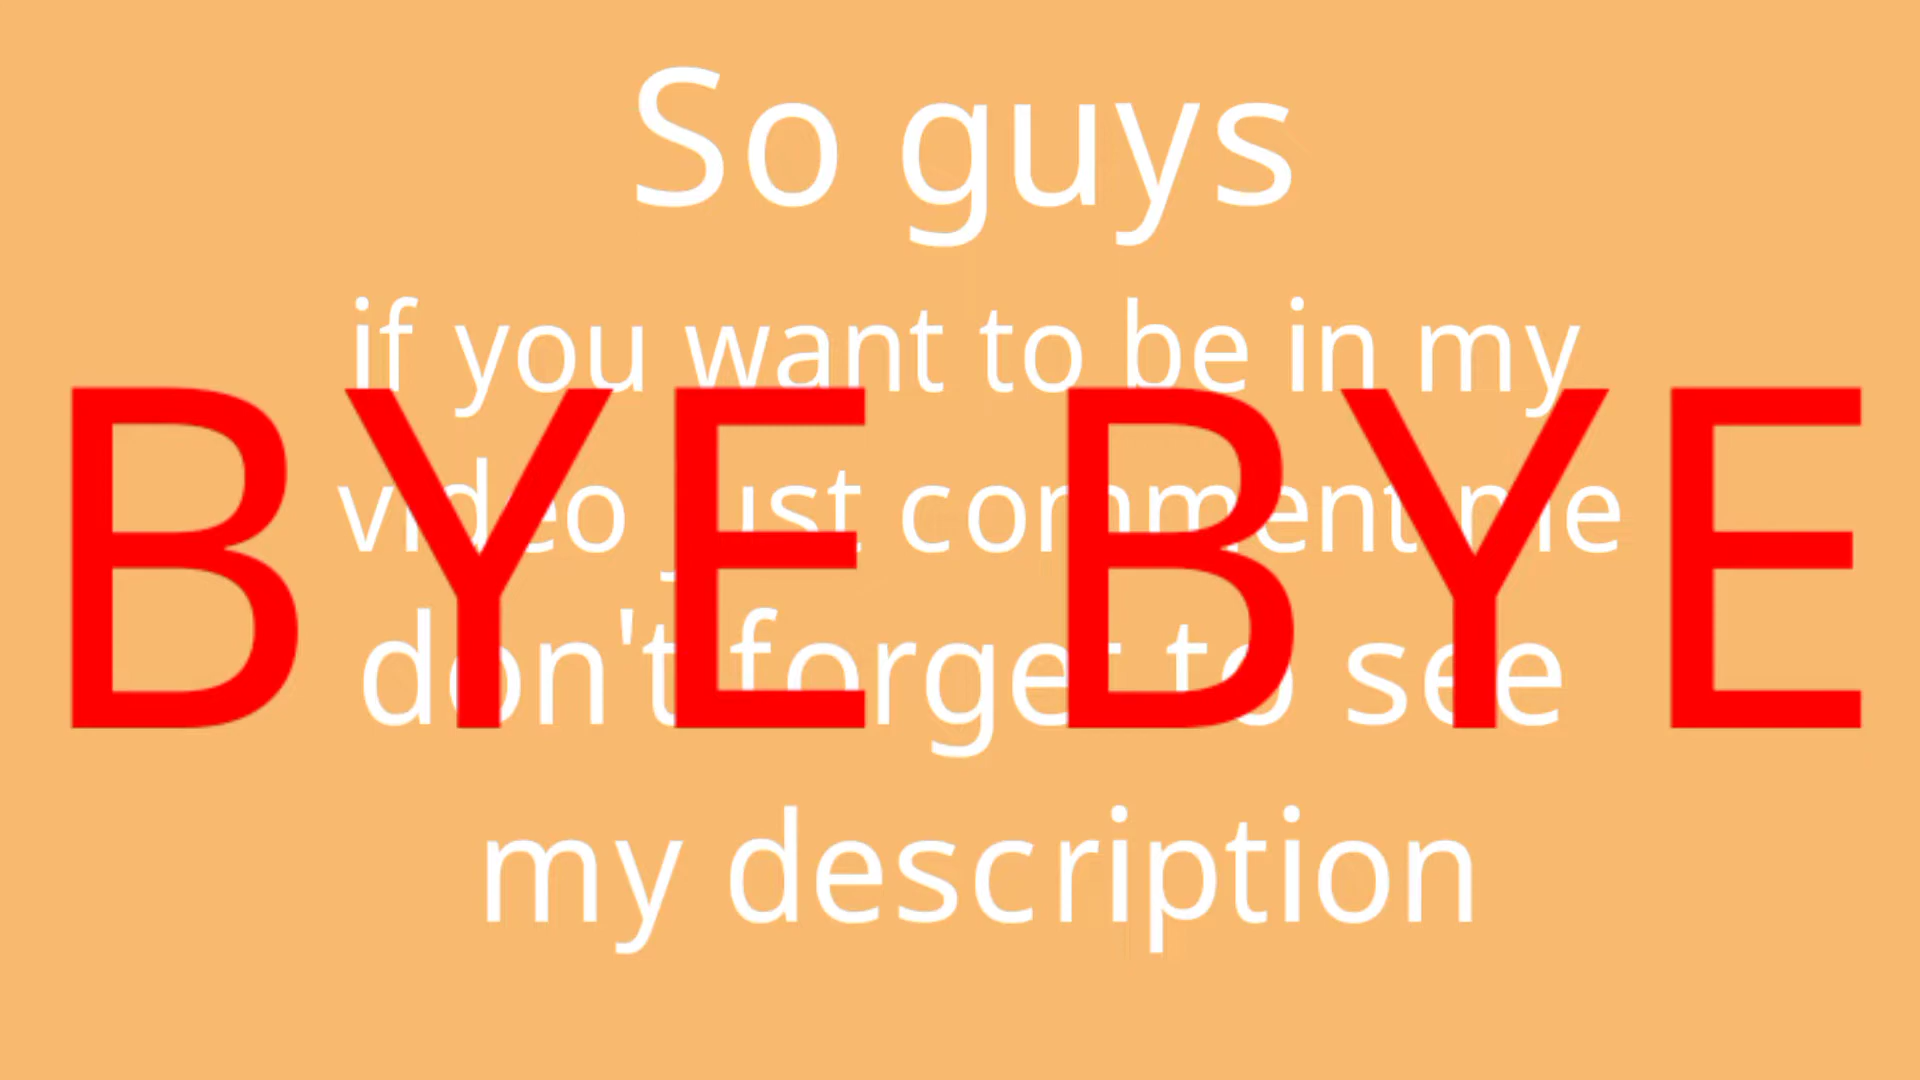 So guys
if you want to be in my
video just comment me
don't forget to see
my description
BYE BYE